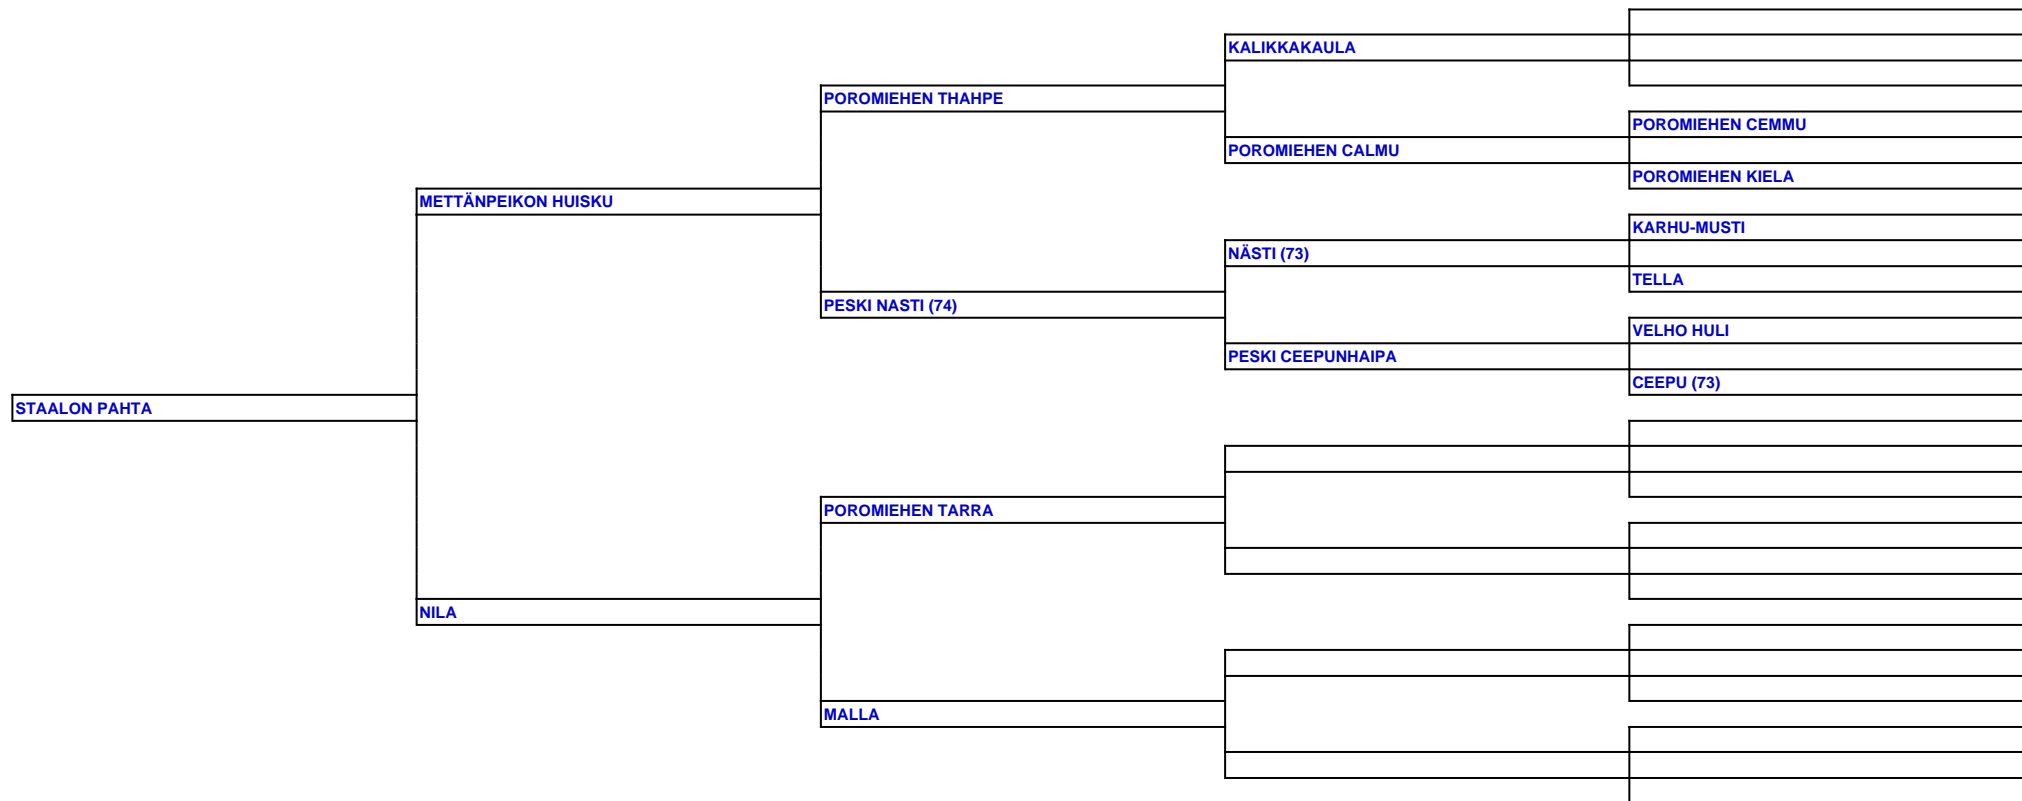 KALIKKAKAULA
POROMIEHEN THAHPE
POROMIEHEN CEMMU
POROMIEHEN CALMU
POROMIEHEN KIELA
METTÄNPEIKON HUISKU
KARHU-MUSTI
NÄSTI (73)
TELLA
PESKI NASTI (74)
VELHO HULI
PESKI CEEPUNHAIPA
CEEPU (73)
STAALON PAHTA
POROMIEHEN TARRA
NILA
MALLA